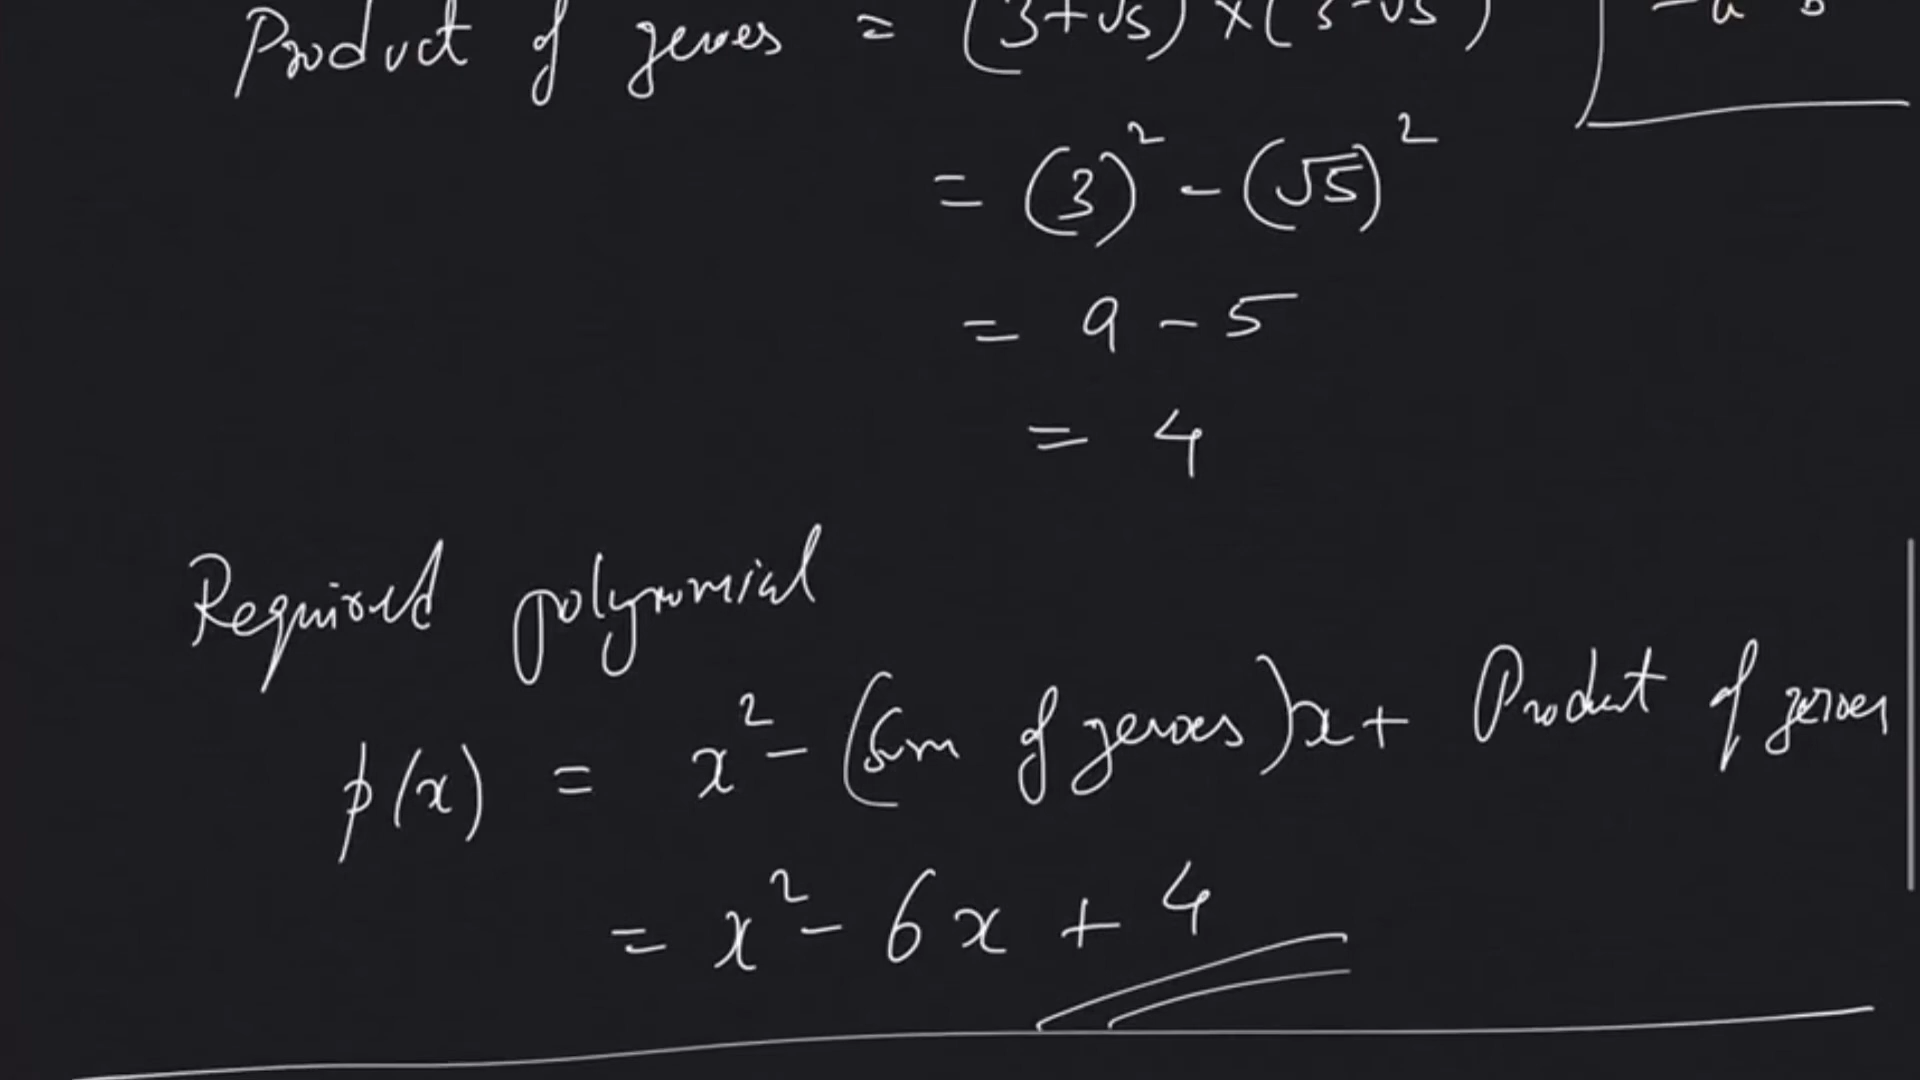 Product of zeroes = (3+√5) × (3-√5)
= (3)² - (√5)²
= 9 - 5
= 4
Required polynomial
p(x) = x² - (Sum of zeroes)x + Product of zeroes
= x² - 6x + 4